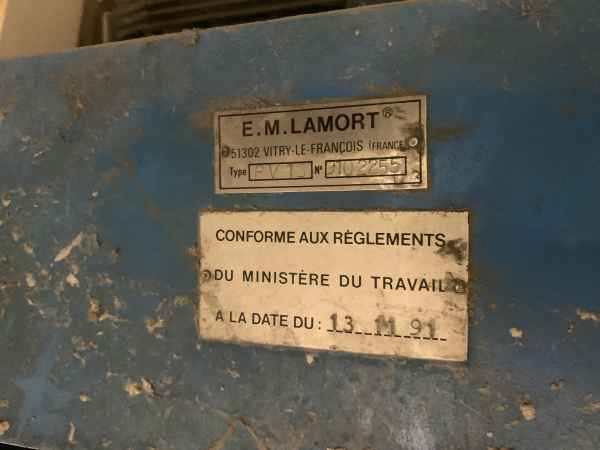 E.M.LAMORT®
51302 VITRY-LE-FRANÇOIS (FRANCE)
Type N° 9102255
CONFORME AUX RÈGLEMENTS
DU MINISTÈRE DU TRAVAIL
A LA DATE DU : 13 11 91